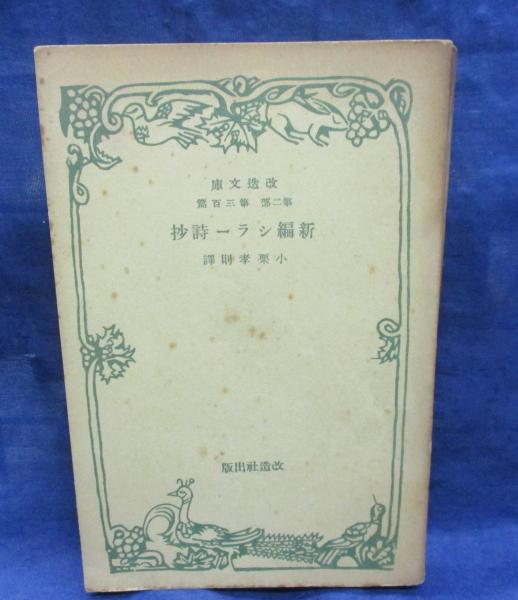 改造文庫
第二部 第三百篇
新編シラー詩抄
小栗孝則譯
改造社出版